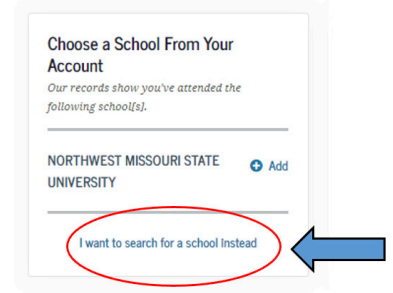 Choose a School From Your
Account
Our records show you've attended the
following school[s].
NORTHWEST MISSOURI STATE
UNIVERSITY
Add
I want to search for a school instead